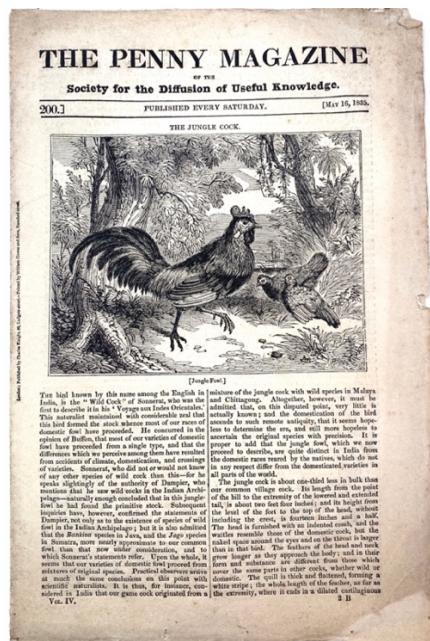 THE PENNY MAGAZINE
OF THE
Society for the Diffusion of Useful Knowledge.
200.]
PUBLISHED EVERY SATURDAY.
[MAY 16, 1835.
THE JUNGLE COCK.
[Jungle Fowl.]
THE bird known by this name among the English in
India, is the "Wild Cock" of Sonnerat, who was the
first to describe it in his 'Voyage aux Indes Orientales.'
This naturalist maintained with considerable zeal that
this bird formed the stock whence most of our races of
domestic fowl have proceeded. He concurred in the
opinion of Buffon, that most of our varieties of domestic
fowl have proceeded from a single type, and that the
differences which we perceive among them have resulted
from accidents of climate, domestication, and crossings
of varieties. Sonnerat, who did not or would not know
of any other species of wild cock than this—for he
speaks slightingly of the authority of Dampier, who
mentions that he saw wild cocks in the Indian Archi-
pelago—naturally enough concluded that in the jungle-
fowl he had found the primitive stock. Subsequent
inquiries have, however, confirmed the statements of
Dampier, not only as to the existence of species of wild
fowl in the Indian Archipelago; but it is also admitted
that the Bankiva species in Java, and the Jago species
in Sumatra, more nearly approximate to our common
fowl than that now under consideration, and to
which Sonnerat's statements refer. Upon the whole, it
seems that our varieties of domestic fowl proceed from
mixtures of original species. Practical observers arrive
at much the same conclusions on this point with
scientific naturalists. It is thus, for instance, con-
sidered in India that our game cock originated from a
VOL. IV.
mixture of the jungle cock with wild species in Malaya
and Chittagong. Altogether, however, it must be
admitted that, on this disputed point, very little is
actually known; and the domestication of the bird
ascends to such remote antiquity, that it seems hope-
less to determine the era, and still more hopeless to
ascertain the original species with precision. It is
proper to add that the jungle fowl, which we now
proceed to describe, are quite distinct in India from
the domestic races reared by the natives, which do not
in any respect differ from the domesticated varieties in
all parts of the world.
The jungle cock is about one-third less in bulk than
our common village cock. Its length from the point
of the bill to the extremity of the lowered and extended
tail, is about two feet four inches; and its height from
the level of the foot to the top of the head, without
including the crest, is fourteen inches and a half.
The head is furnished with an indented comb, and the
wattles resemble those of the domestic cock, but the
naked space around the eyes and on the throat is larger
than in that bird. The feathers of the head and neck
grow longer as they approach the body; and in their
form and substance are different from those which
cover the same parts in other cocks, whether wild or
domestic. The quill is thick and flattened, forming a
white stripe; the whole length of the feather, as far as
the extremity, where it ends in a dilated cartilaginous
2 B